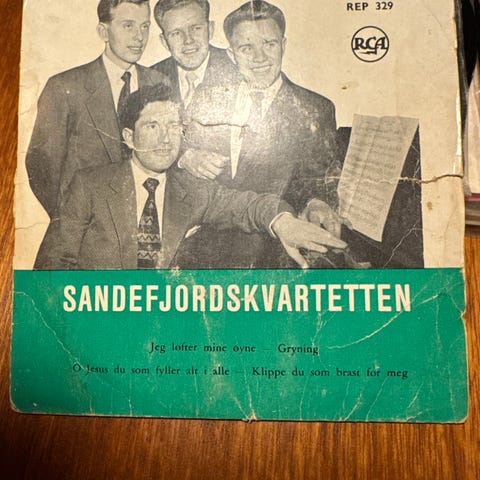 REP 329
RCA
SANDEFJORDSKVARTETTEN
Jeg løfter mine øyne — Gryning
O Jesus du som fyller alt i alle — Klippe du som brast for meg